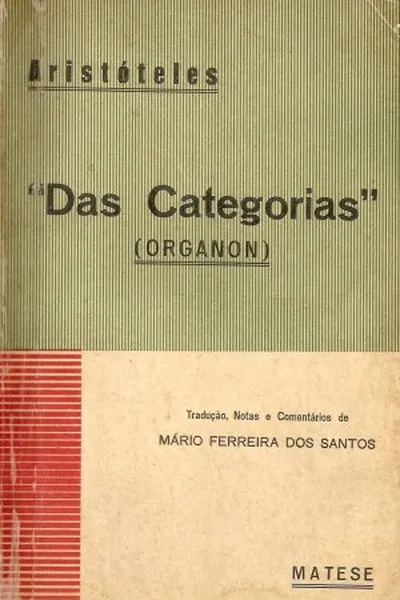 Aristóteles
"Das Categorias"
(ORGANON)
Tradução, Notas e Comentários de
MÁRIO FERREIRA DOS SANTOS
MATESE